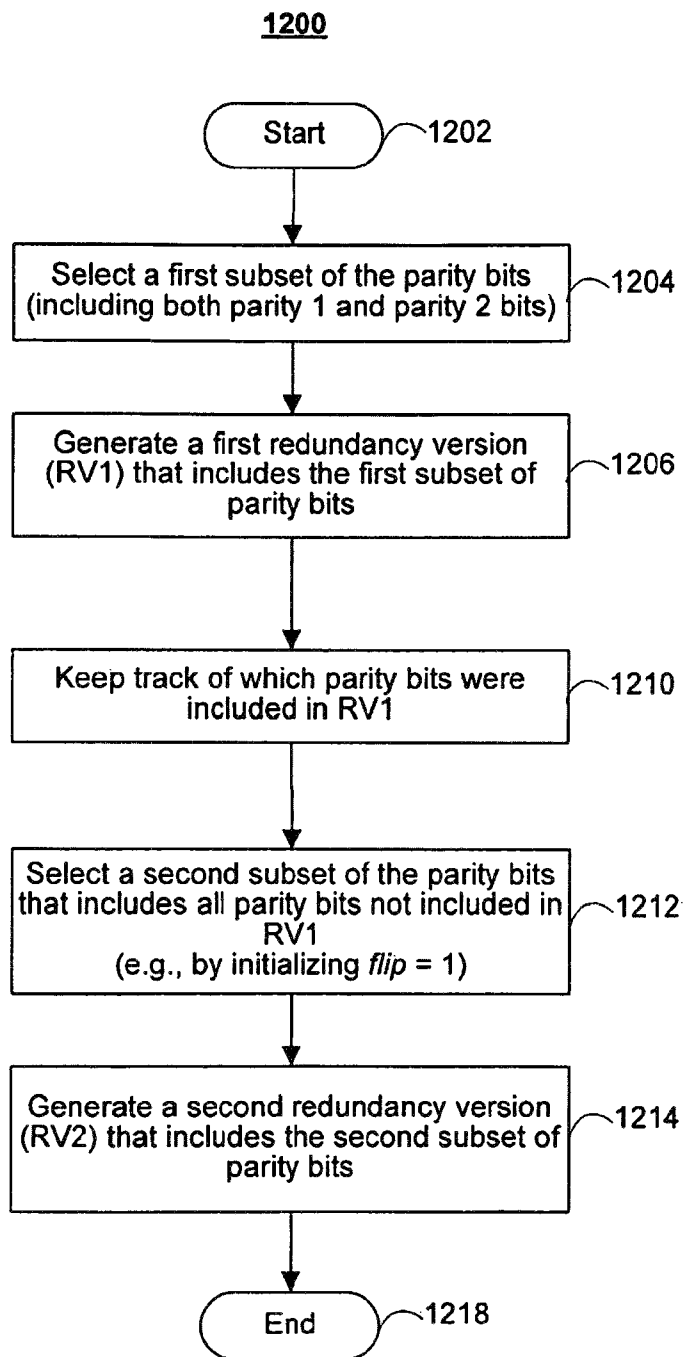 1200
Start
1202
Select a first subset of the parity bits
(including both parity 1 and parity 2 bits)
1204
Generate a first redundancy version
(RV1) that includes the first subset of
parity bits
1206
Keep track of which parity bits were
included in RV1
1210
Select a second subset of the parity bits
that includes all parity bits not included in
RV1
(e.g., by initializing flip = 1)
1212
Generate a second redundancy version
(RV2) that includes the second subset of
parity bits
1214
End
1218